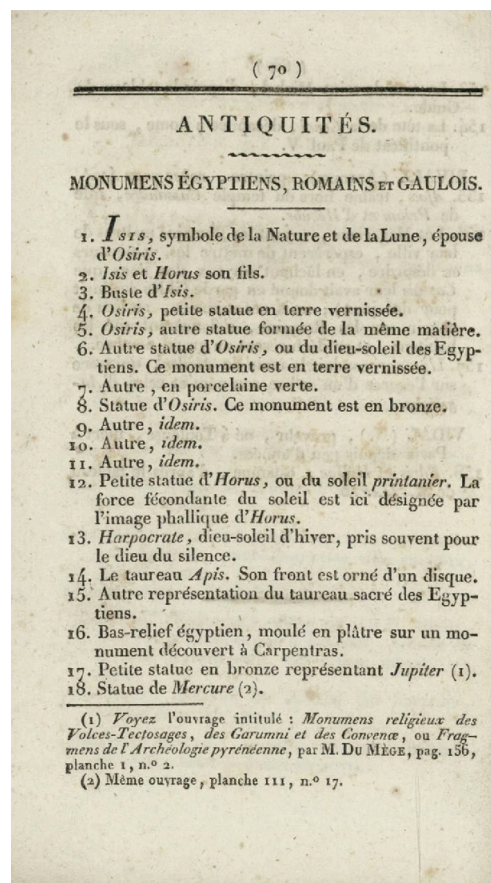 ( 70 )
ANTIQUITÉS.
MONUMENS ÉGYPTIENS, ROMAINS ET GAULOIS.
1. Isis, symbole de la Nature et de la Lune, épouse
d'Osiris.
2. Isis et Horus son fils.
3. Buste d'Isis.
4. Osiris, petite statue en terre vernissée.
5. Osiris, autre statue formée de la même matière.
6. Autre statue d'Osiris, ou du dieu-soleil des Egyp-
tiens. Ce monument est en terre vernissée.
7. Autre, en porcelaine verte.
8. Statue d'Osiris. Ce monument est en bronze.
9. Autre, idem.
10. Autre, idem.
11. Autre, idem.
12. Petite statue d'Horus, ou du soleil printanier. La
force fécondante du soleil est ici désignée par
l'image phallique d'Horus.
13. Harpocrate, dieu-soleil d'hiver, pris souvent pour
le dieu du silence.
14. Le taureau Apis. Son front est orné d'un disque.
15. Autre représentation du taureau sacré des Egyp-
tiens.
16. Bas-relief égyptien, moulé en plâtre sur un mo-
nument découvert à Carpentras.
17. Petite statue en bronze représentant Jupiter (1).
18. Statue de Mercure (2).
(1) Voyez l'ouvrage intitulé : Monumens religieux des
Volces-Tectosages, des Garumni et des Convenæ, ou Frag-
mens de l'Archéologie pyrénéenne, par M. DU MÈGE, pag. 156,
planche 1, n.º 2.
(2) Même ouvrage, planche III, n.º 17.